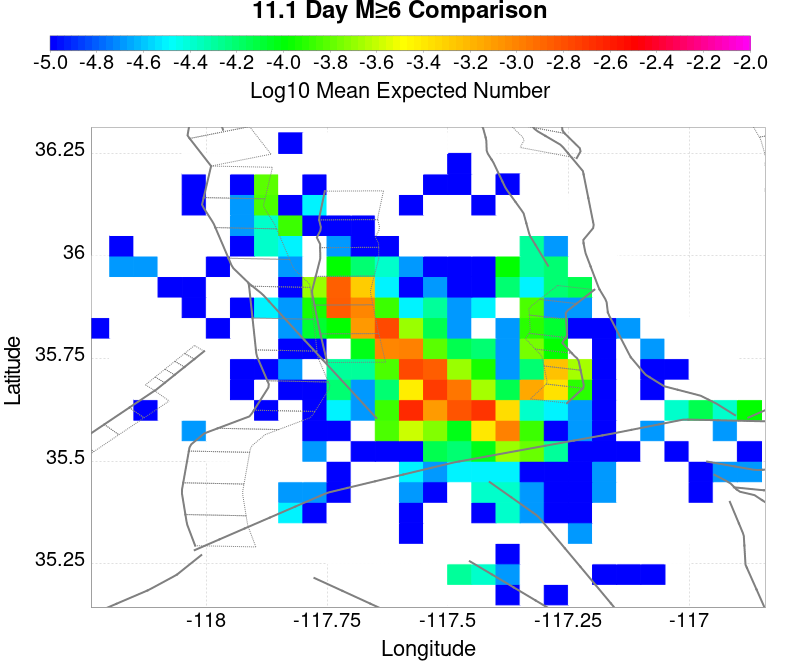 11.1 Day M≥6 Comparison
-5.0 -4.8 -4.6 -4.4 -4.2 -4.0 -3.8 -3.6 -3.4 -3.2 -3.0 -2.8 -2.6 -2.4 -2.2 -2.0
Log10 Mean Expected Number
36.25
36
35.75
35.5
35.25
Latitude
-118 -117.75 -117.5 -117.25 -117
Longitude